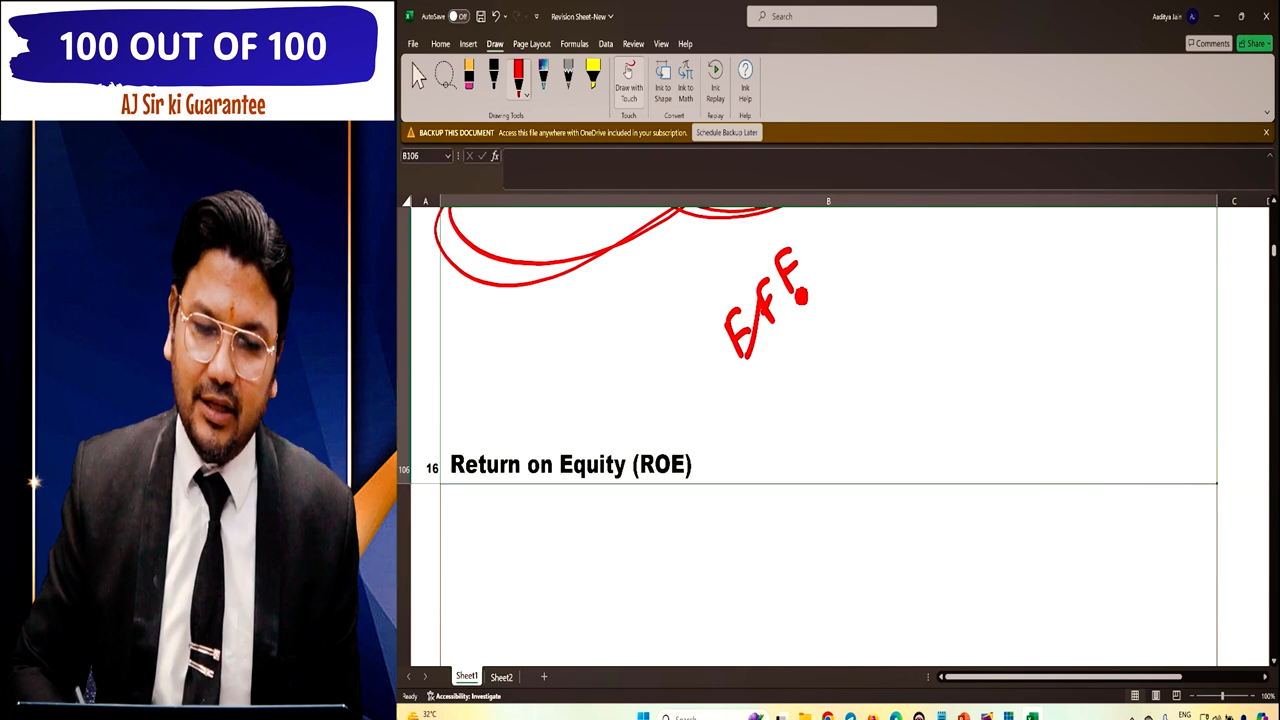 100 OUT OF 100
AJ Sir ki Guarantee
AutoSave Off
Revision Sheet-New
Search
Aaditya Jain AJ
File Home Insert Draw Page Layout Formulas Data Review View Help
Comments Share
Draw with Touch
Ink to Shape
Ink to Math
Ink Replay
Ink Help
Drawing Tools Touch Convert Replay Help
BACKUP THIS DOCUMENT Access this file anywhere with OneDrive included in your subscription. Schedule Backup Later
B106 fx
A B C D
EFF
106 16 Return on Equity (ROE)
Sheet1 Sheet2
Ready Accessibility: Investigate 100%
32°C Search ENG